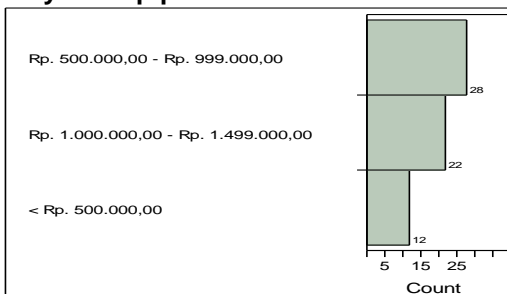 Rp. 500.000,00 - Rp. 999.000,00
28
Rp. 1.000.000,00 - Rp. 1.499.000,00
22
< Rp. 500.000,00
12
5 15 25
Count